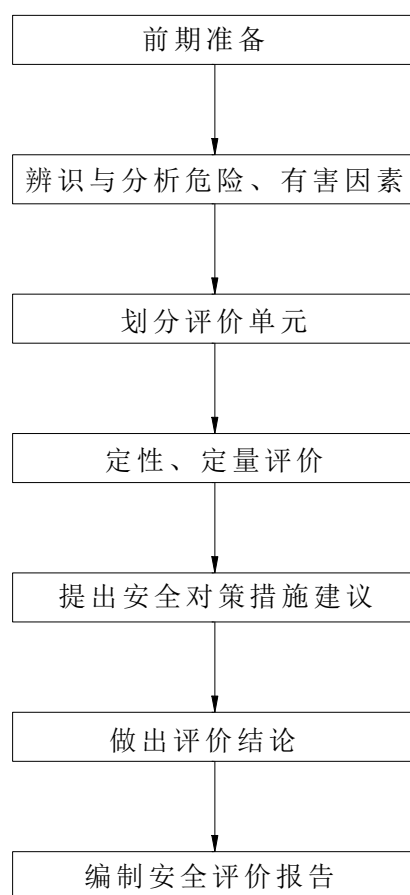 前期准备
辨识与分析危险、有害因素
划分评价单元
定性、定量评价
提出安全对策措施建议
做出评价结论
编制安全评价报告